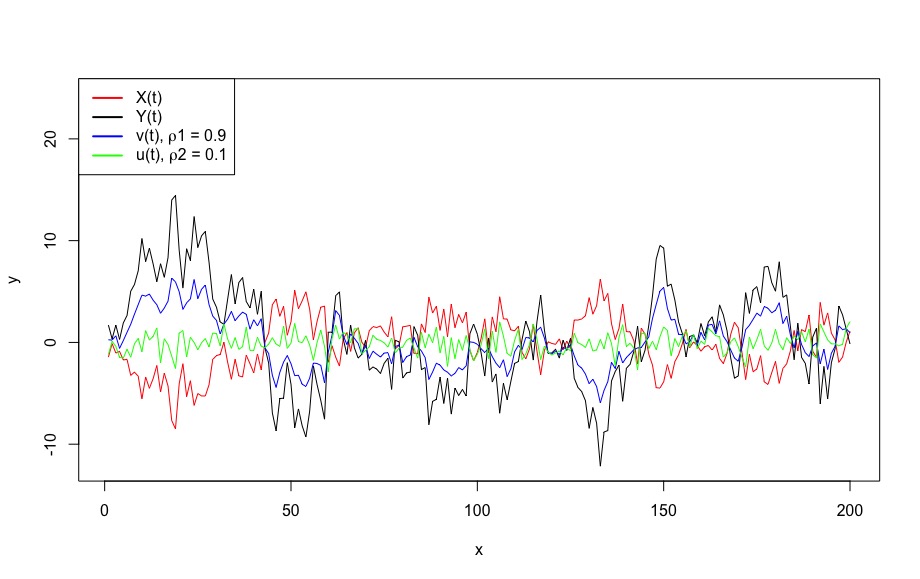 X(t)
Y(t)
v(t), ρ1 = 0.9
u(t), ρ2 = 0.1
20
10
0
-10
y
0 50 100 150 200
x